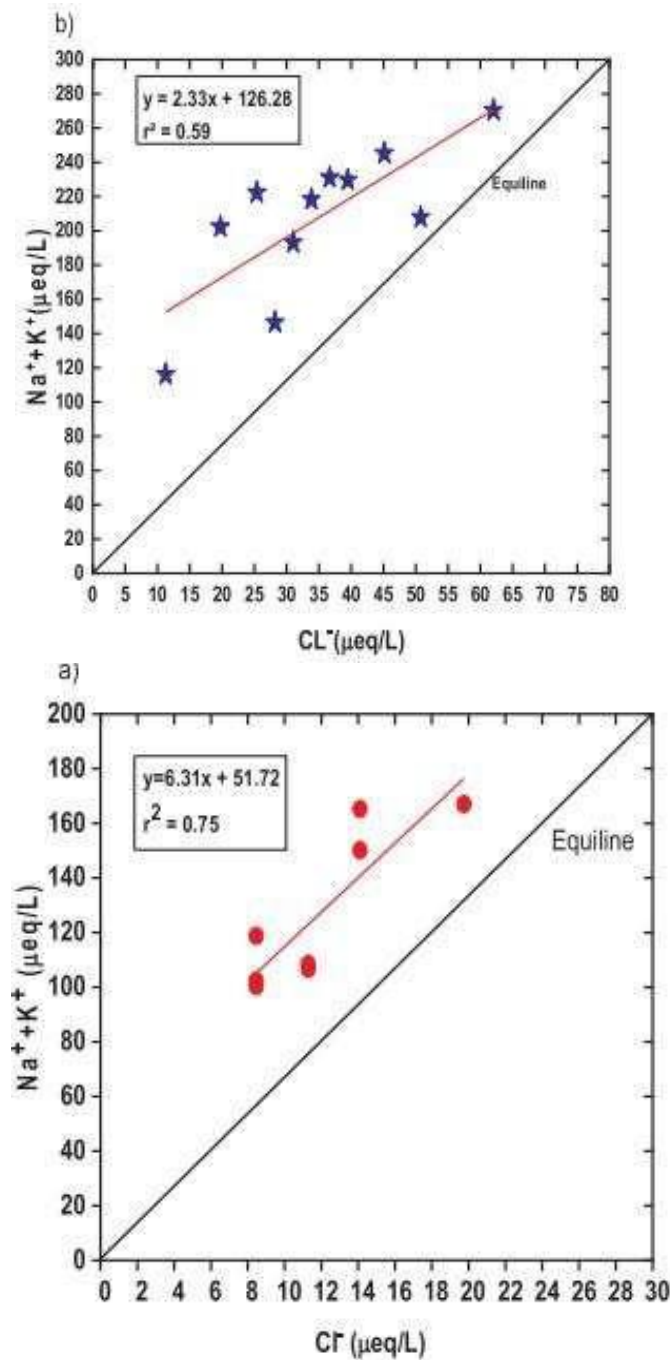 b)
300
280
260
240
220
200
180
160
140
120
100
80
60
40
20
0
y = 2.33x + 126.28
r² = 0.59
Equiline
Na⁺+K⁺(µeq/L)
0 5 10 15 20 25 30 35 40 45 50 55 60 65 70 75 80
CL⁻(µeq/L)
a)
200
180
160
140
120
100
80
60
40
20
0
y=6.31x + 51.72
r² = 0.75
Equiline
Na⁺+K⁺ (µeq/L)
0 2 4 6 8 10 12 14 16 18 20 22 24 26 28 30
Cl⁻ (µeq/L)